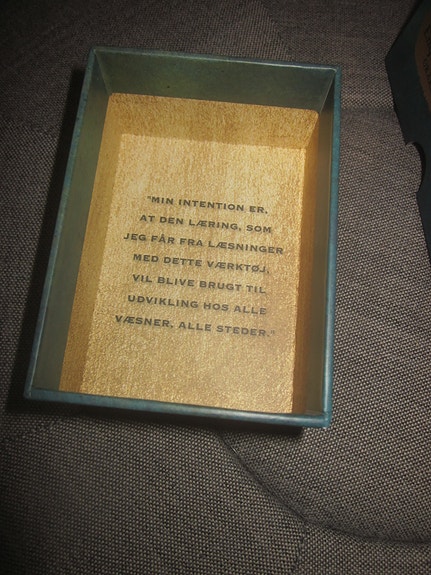 "MIN INTENTION ER,
AT DEN LÆRING, SOM
JEG FÅR FRA LÆSNINGER
MED DETTE VÆRKTØJ,
VIL BLIVE BRUGT TIL
UDVIKLING HOS ALLE
VÆSNER, ALLE STEDER."